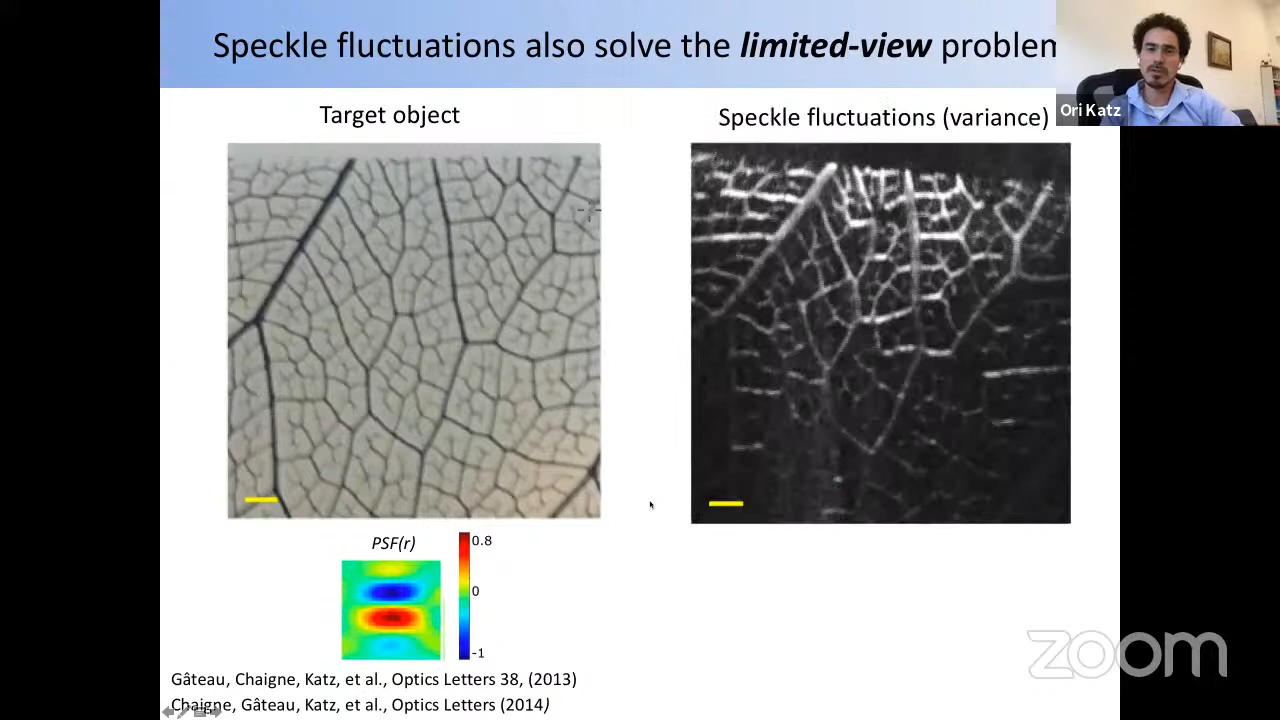 Speckle fluctuations also solve the limited-view problem
Ori Katz
Target object
Speckle fluctuations (variance)
PSF(r)
0.8
0
-1
Gâteau, Chaigne, Katz, et al., Optics Letters 38, (2013)
Chaigne, Gâteau, Katz, et al., Optics Letters (2014)
zoom